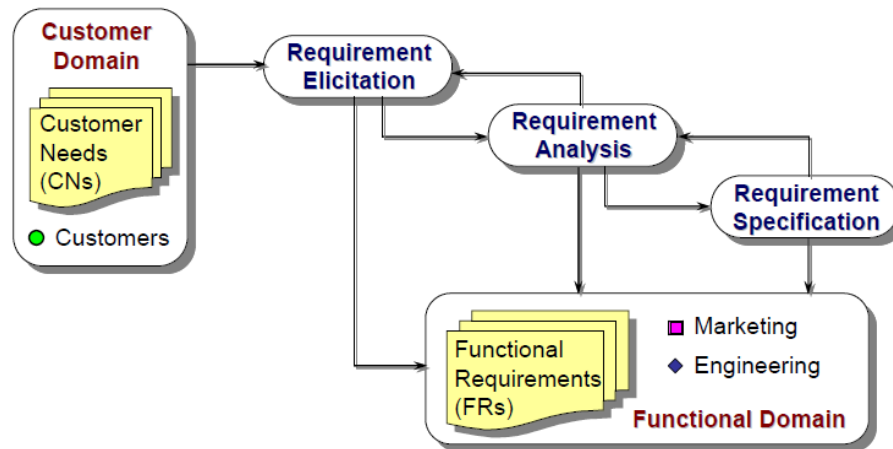 Customer
Domain
Customer
Needs
(CNs)
Customers
Requirement
Elicitation
Requirement
Analysis
Requirement
Specification
Functional
Requirements
(FRs)
Marketing
Engineering
Functional Domain